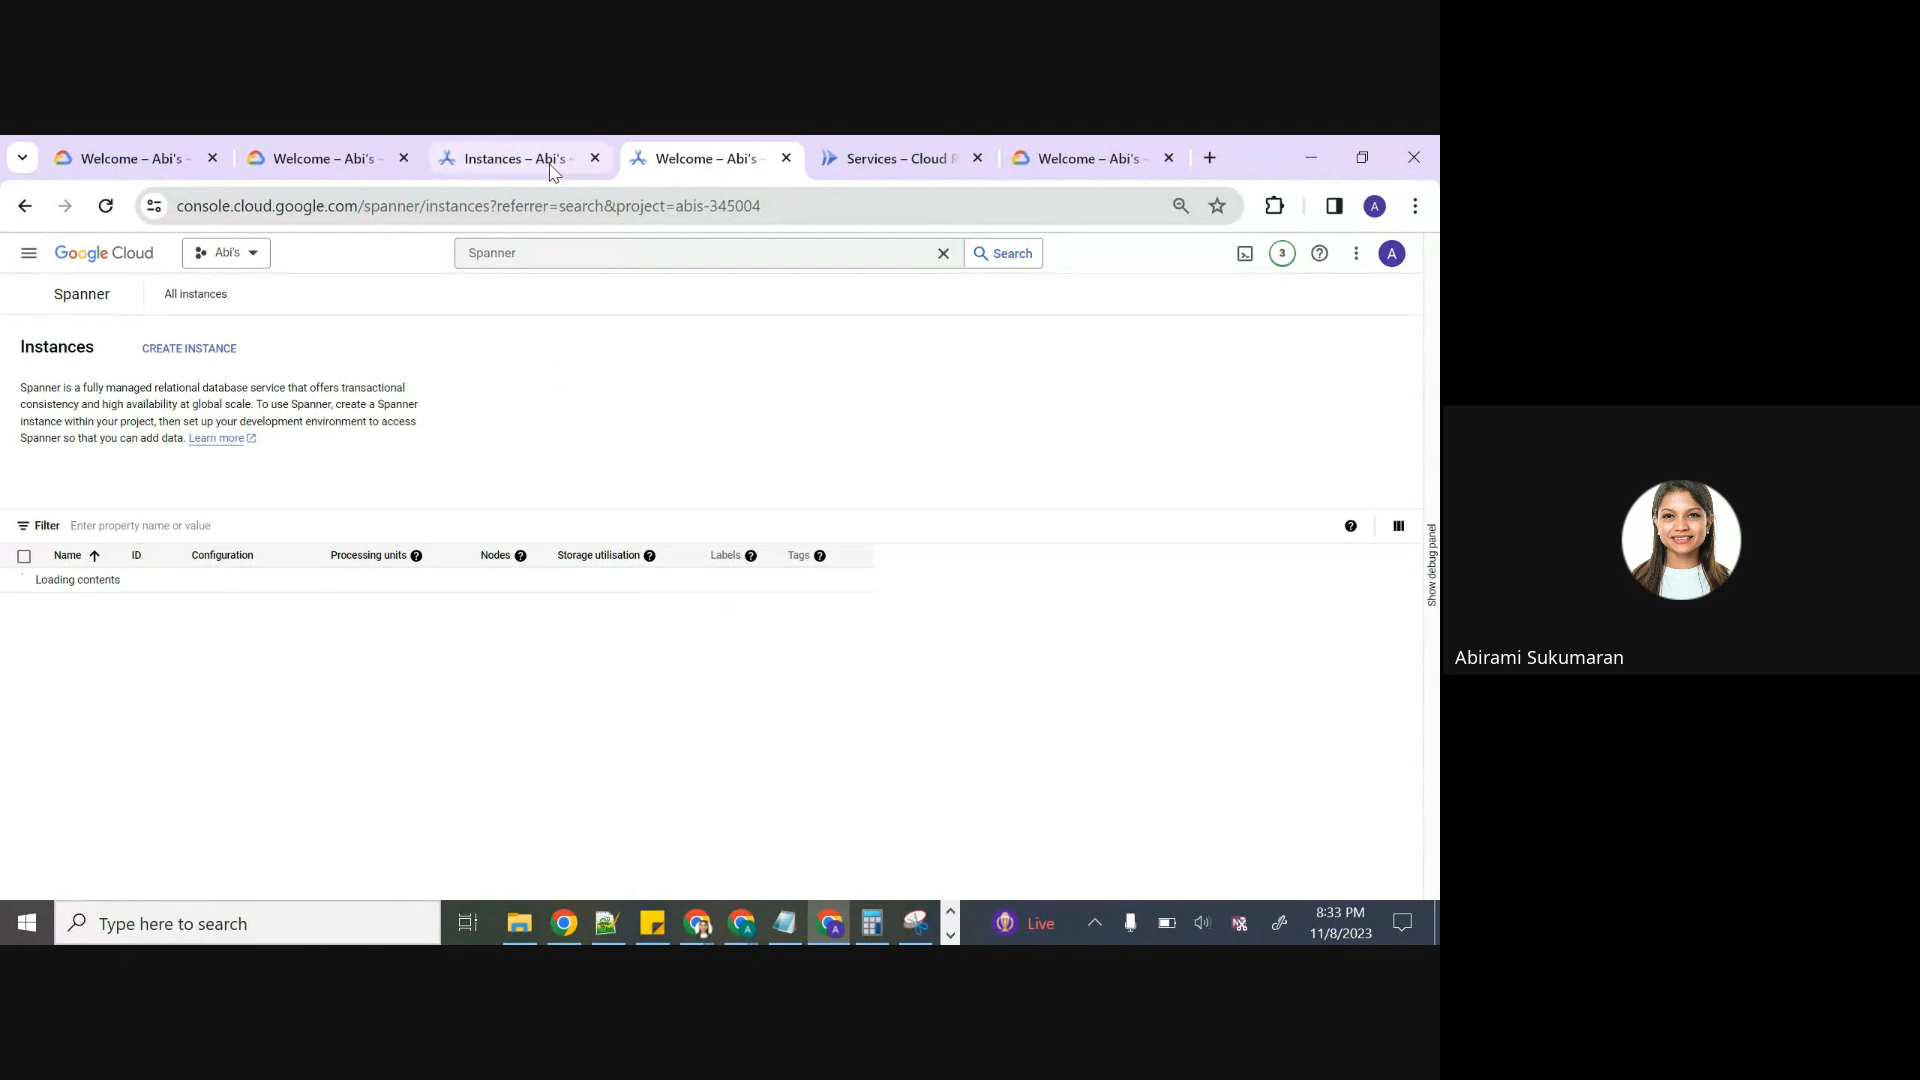 Welcome – Abi's –
Welcome – Abi's –
Instances – Abi's –
Welcome – Abi's –
Services – Cloud R
Welcome – Abi's –
console.cloud.google.com/spanner/instances?referrer=search&project=abis-345004
A
Google Cloud
Abi's
Spanner
Search
3
A
Spanner
All instances
Instances
CREATE INSTANCE
Spanner is a fully managed relational database service that offers transactional
consistency and high availability at global scale. To use Spanner, create a Spanner
instance within your project, then set up your development environment to access
Spanner so that you can add data. Learn more
Filter
Enter property name or value
Show debug panel
Name
ID
Configuration
Processing units
Nodes
Storage utilisation
Labels
Tags
Loading contents
Abirami Sukumaran
Type here to search
Live
8:33 PM
11/8/2023